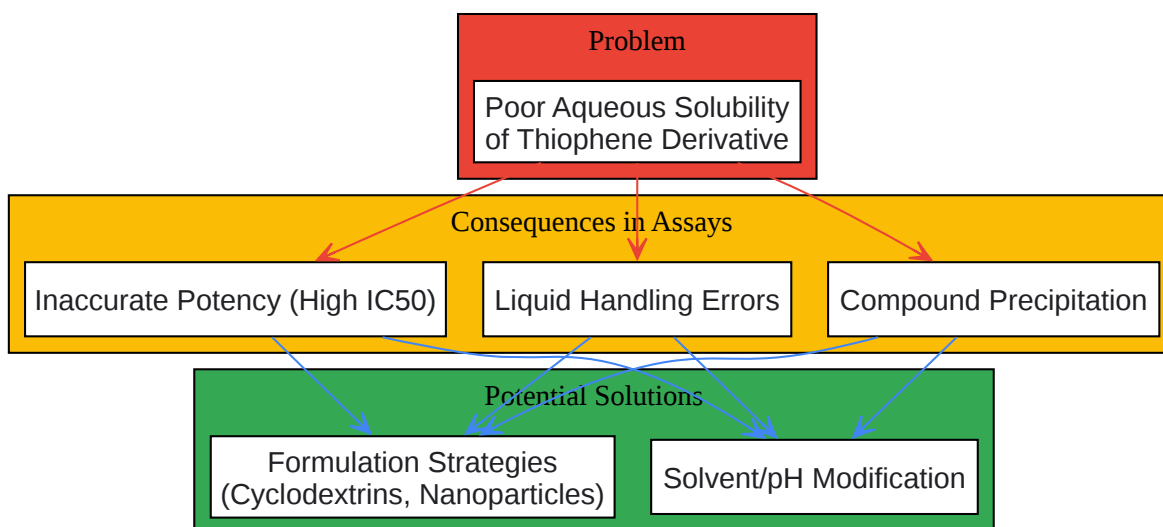 Problem
Poor Aqueous Solubility
of Thiophene Derivative
Consequences in Assays
Inaccurate Potency (High IC50)
Liquid Handling Errors
Compound Precipitation
Potential Solutions
Formulation Strategies
(Cyclodextrins, Nanoparticles)
Solvent/pH Modification